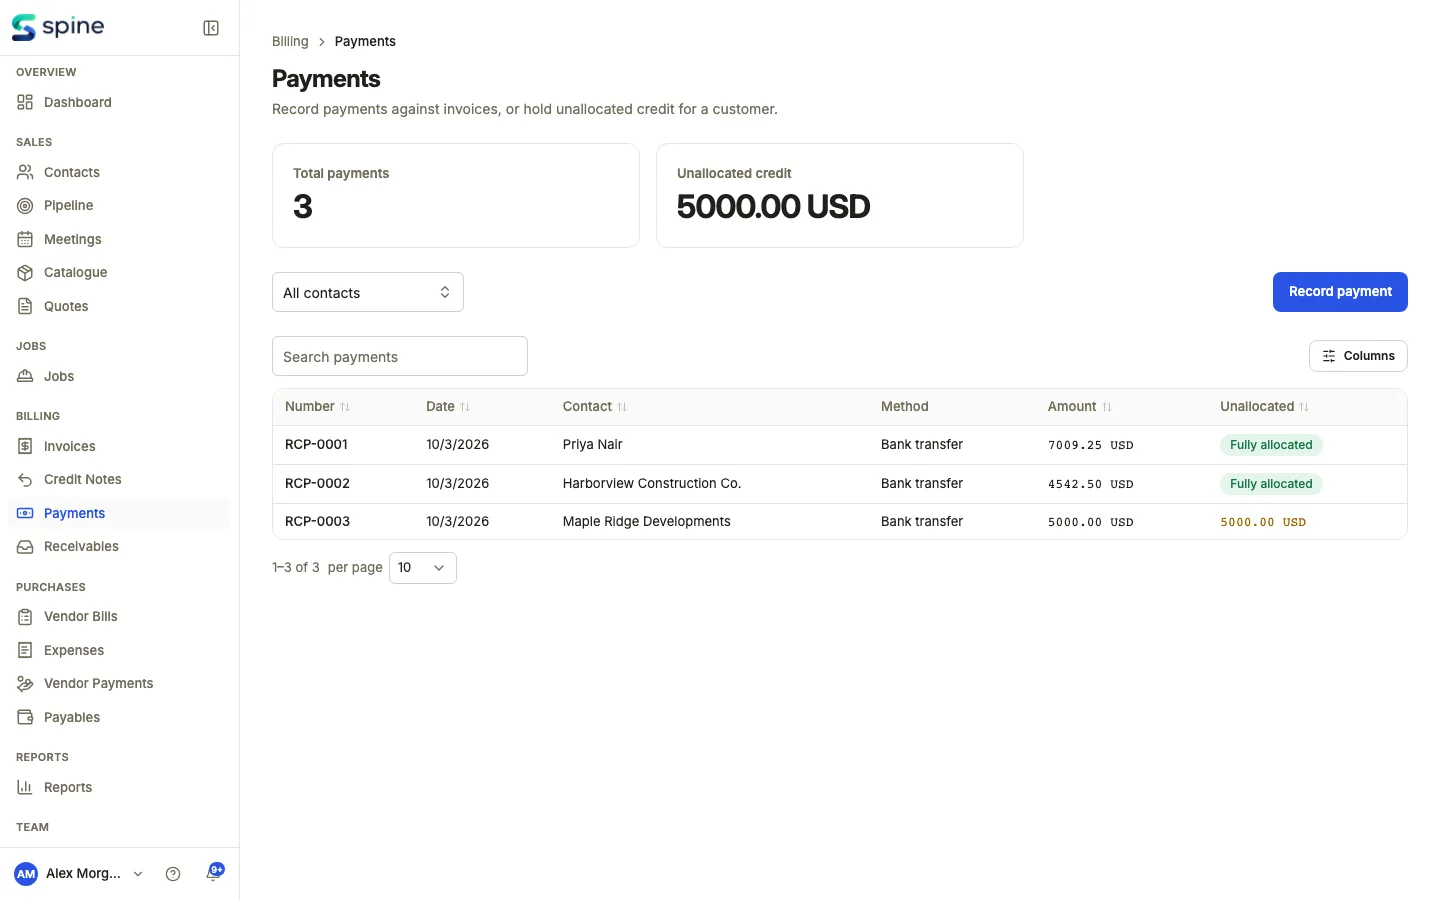 spine
OVERVIEW
Dashboard
SALES
Contacts
Pipeline
Meetings
Catalogue
Quotes
JOBS
Jobs
BILLING
Invoices
Credit Notes
Payments
Receivables
PURCHASES
Vendor Bills
Expenses
Vendor Payments
Payables
REPORTS
Reports
TEAM
AM Alex Morg... 9+
Billing > Payments
Payments
Record payments against invoices, or hold unallocated credit for a customer.
Total payments
3
Unallocated credit
5000.00 USD
All contacts
Record payment
Search payments
Columns
Number Date Contact Method Amount Unallocated
RCP-0001 10/3/2026 Priya Nair Bank transfer 7009.25 USD Fully allocated
RCP-0002 10/3/2026 Harborview Construction Co. Bank transfer 4542.50 USD Fully allocated
RCP-0003 10/3/2026 Maple Ridge Developments Bank transfer 5000.00 USD 5000.00 USD
1–3 of 3 per page 10